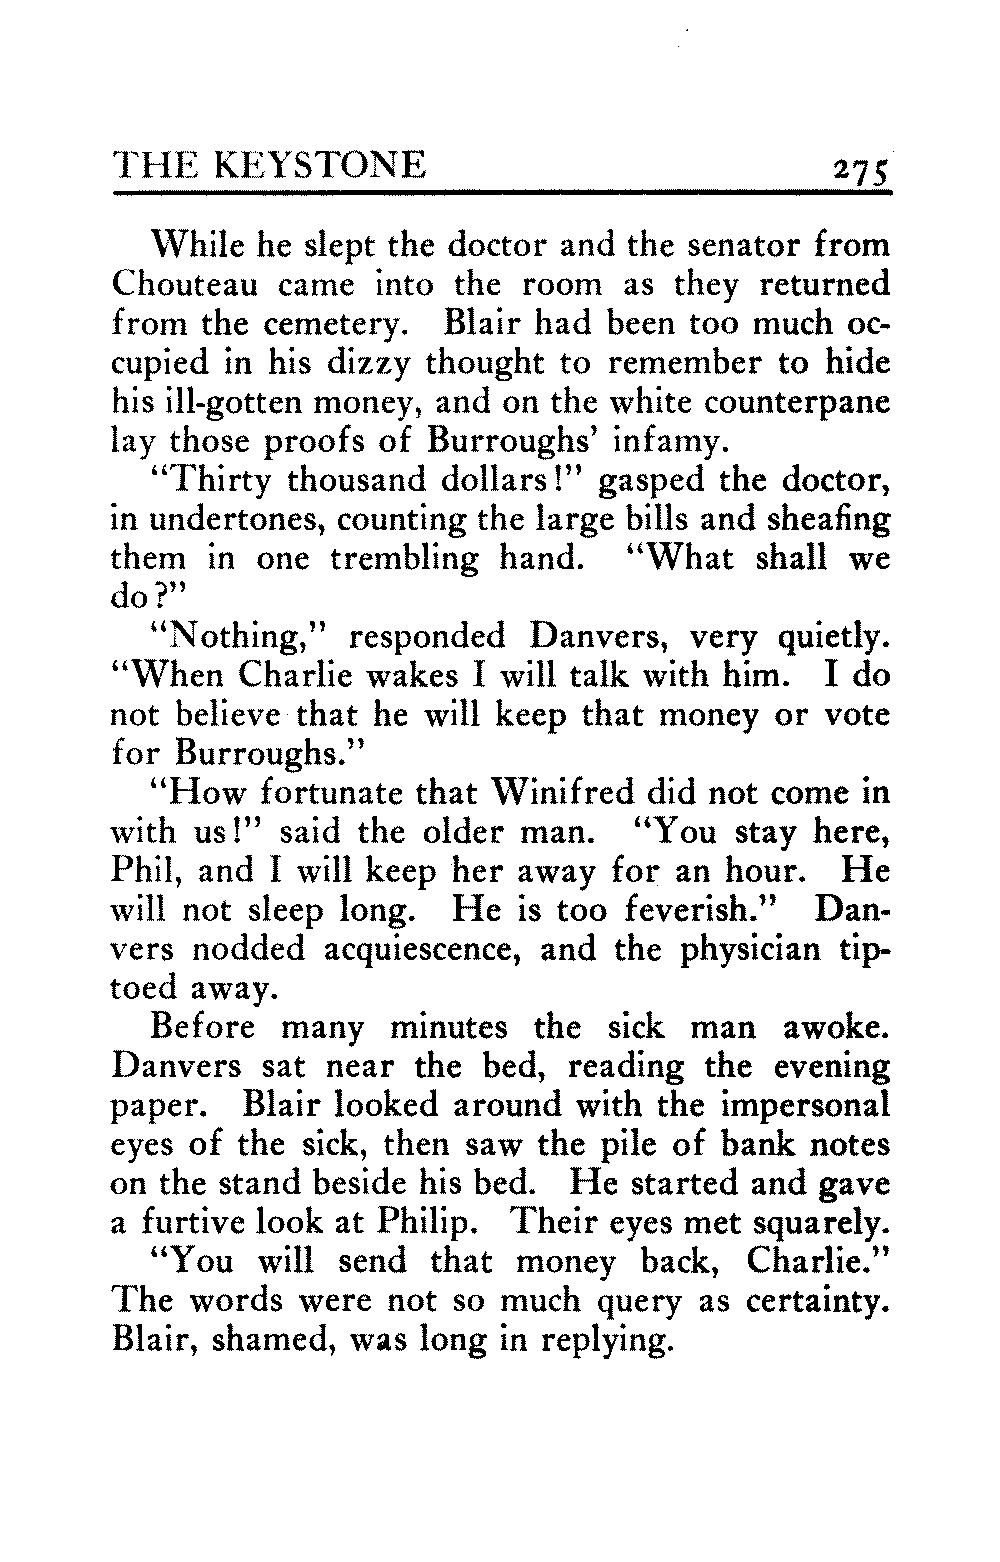 THE KEYSTONE 275
While he slept the doctor and the senator from
Chouteau came into the room as they returned
from the cemetery. Blair had been too much oc-
cupied in his dizzy thought to remember to hide
his ill-gotten money, and on the white counterpane
lay those proofs of Burroughs' infamy.
"Thirty thousand dollars!" gasped the doctor,
in undertones, counting the large bills and sheafing
them in one trembling hand. "What shall we
do?"
"Nothing," responded Danvers, very quietly.
"When Charlie wakes I will talk with him. I do
not believe that he will keep that money or vote
for Burroughs."
"How fortunate that Winifred did not come in
with us!" said the older man. "You stay here,
Phil, and I will keep her away for an hour. He
will not sleep long. He is too feverish." Dan-
vers nodded acquiescence, and the physician tip-
toed away.
Before many minutes the sick man awoke.
Danvers sat near the bed, reading the evening
paper. Blair looked around with the impersonal
eyes of the sick, then saw the pile of bank notes
on the stand beside his bed. He started and gave
a furtive look at Philip. Their eyes met squarely.
"You will send that money back, Charlie."
The words were not so much query as certainty.
Blair, shamed, was long in replying.